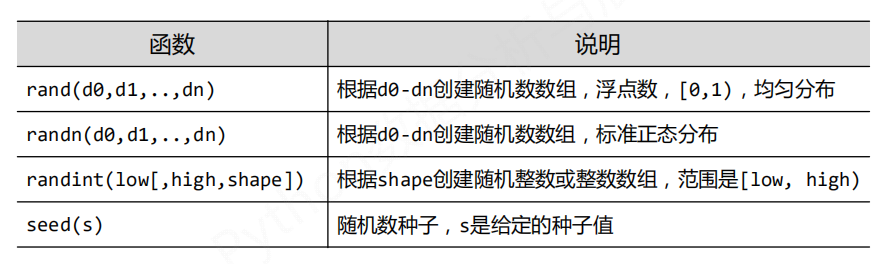 函数 说明
rand(d0,d1,..,dn) 根据d0-dn创建随机数数组，浮点数，[0,1)，均匀分布
randn(d0,d1,..,dn) 根据d0-dn创建随机数数组，标准正态分布
randint(low[,high,shape]) 根据shape创建随机整数或整数数组，范围是[low, high)
seed(s) 随机数种子，s是给定的种子值